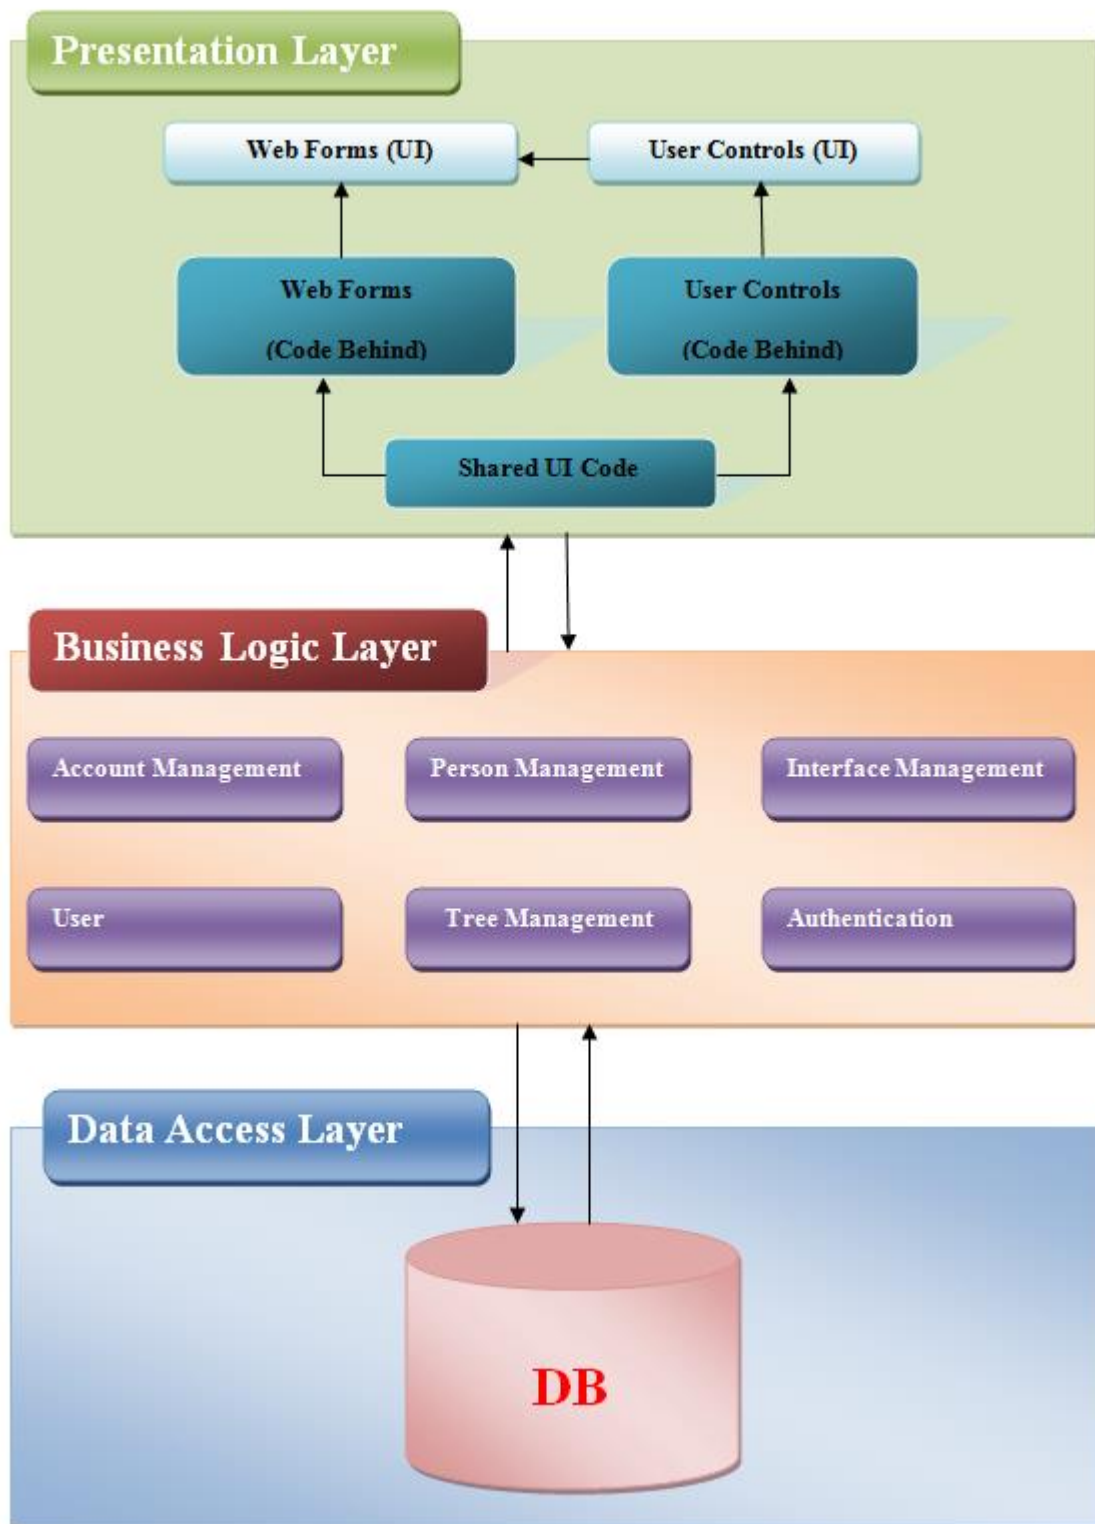 Presentation Layer
Web Forms (UI)
User Controls (UI)
Web Forms
(Code Behind)
User Controls
(Code Behind)
Shared UI Code
Business Logic Layer
Account Management
Person Management
Interface Management
User
Tree Management
Authentication
Data Access Layer
DB